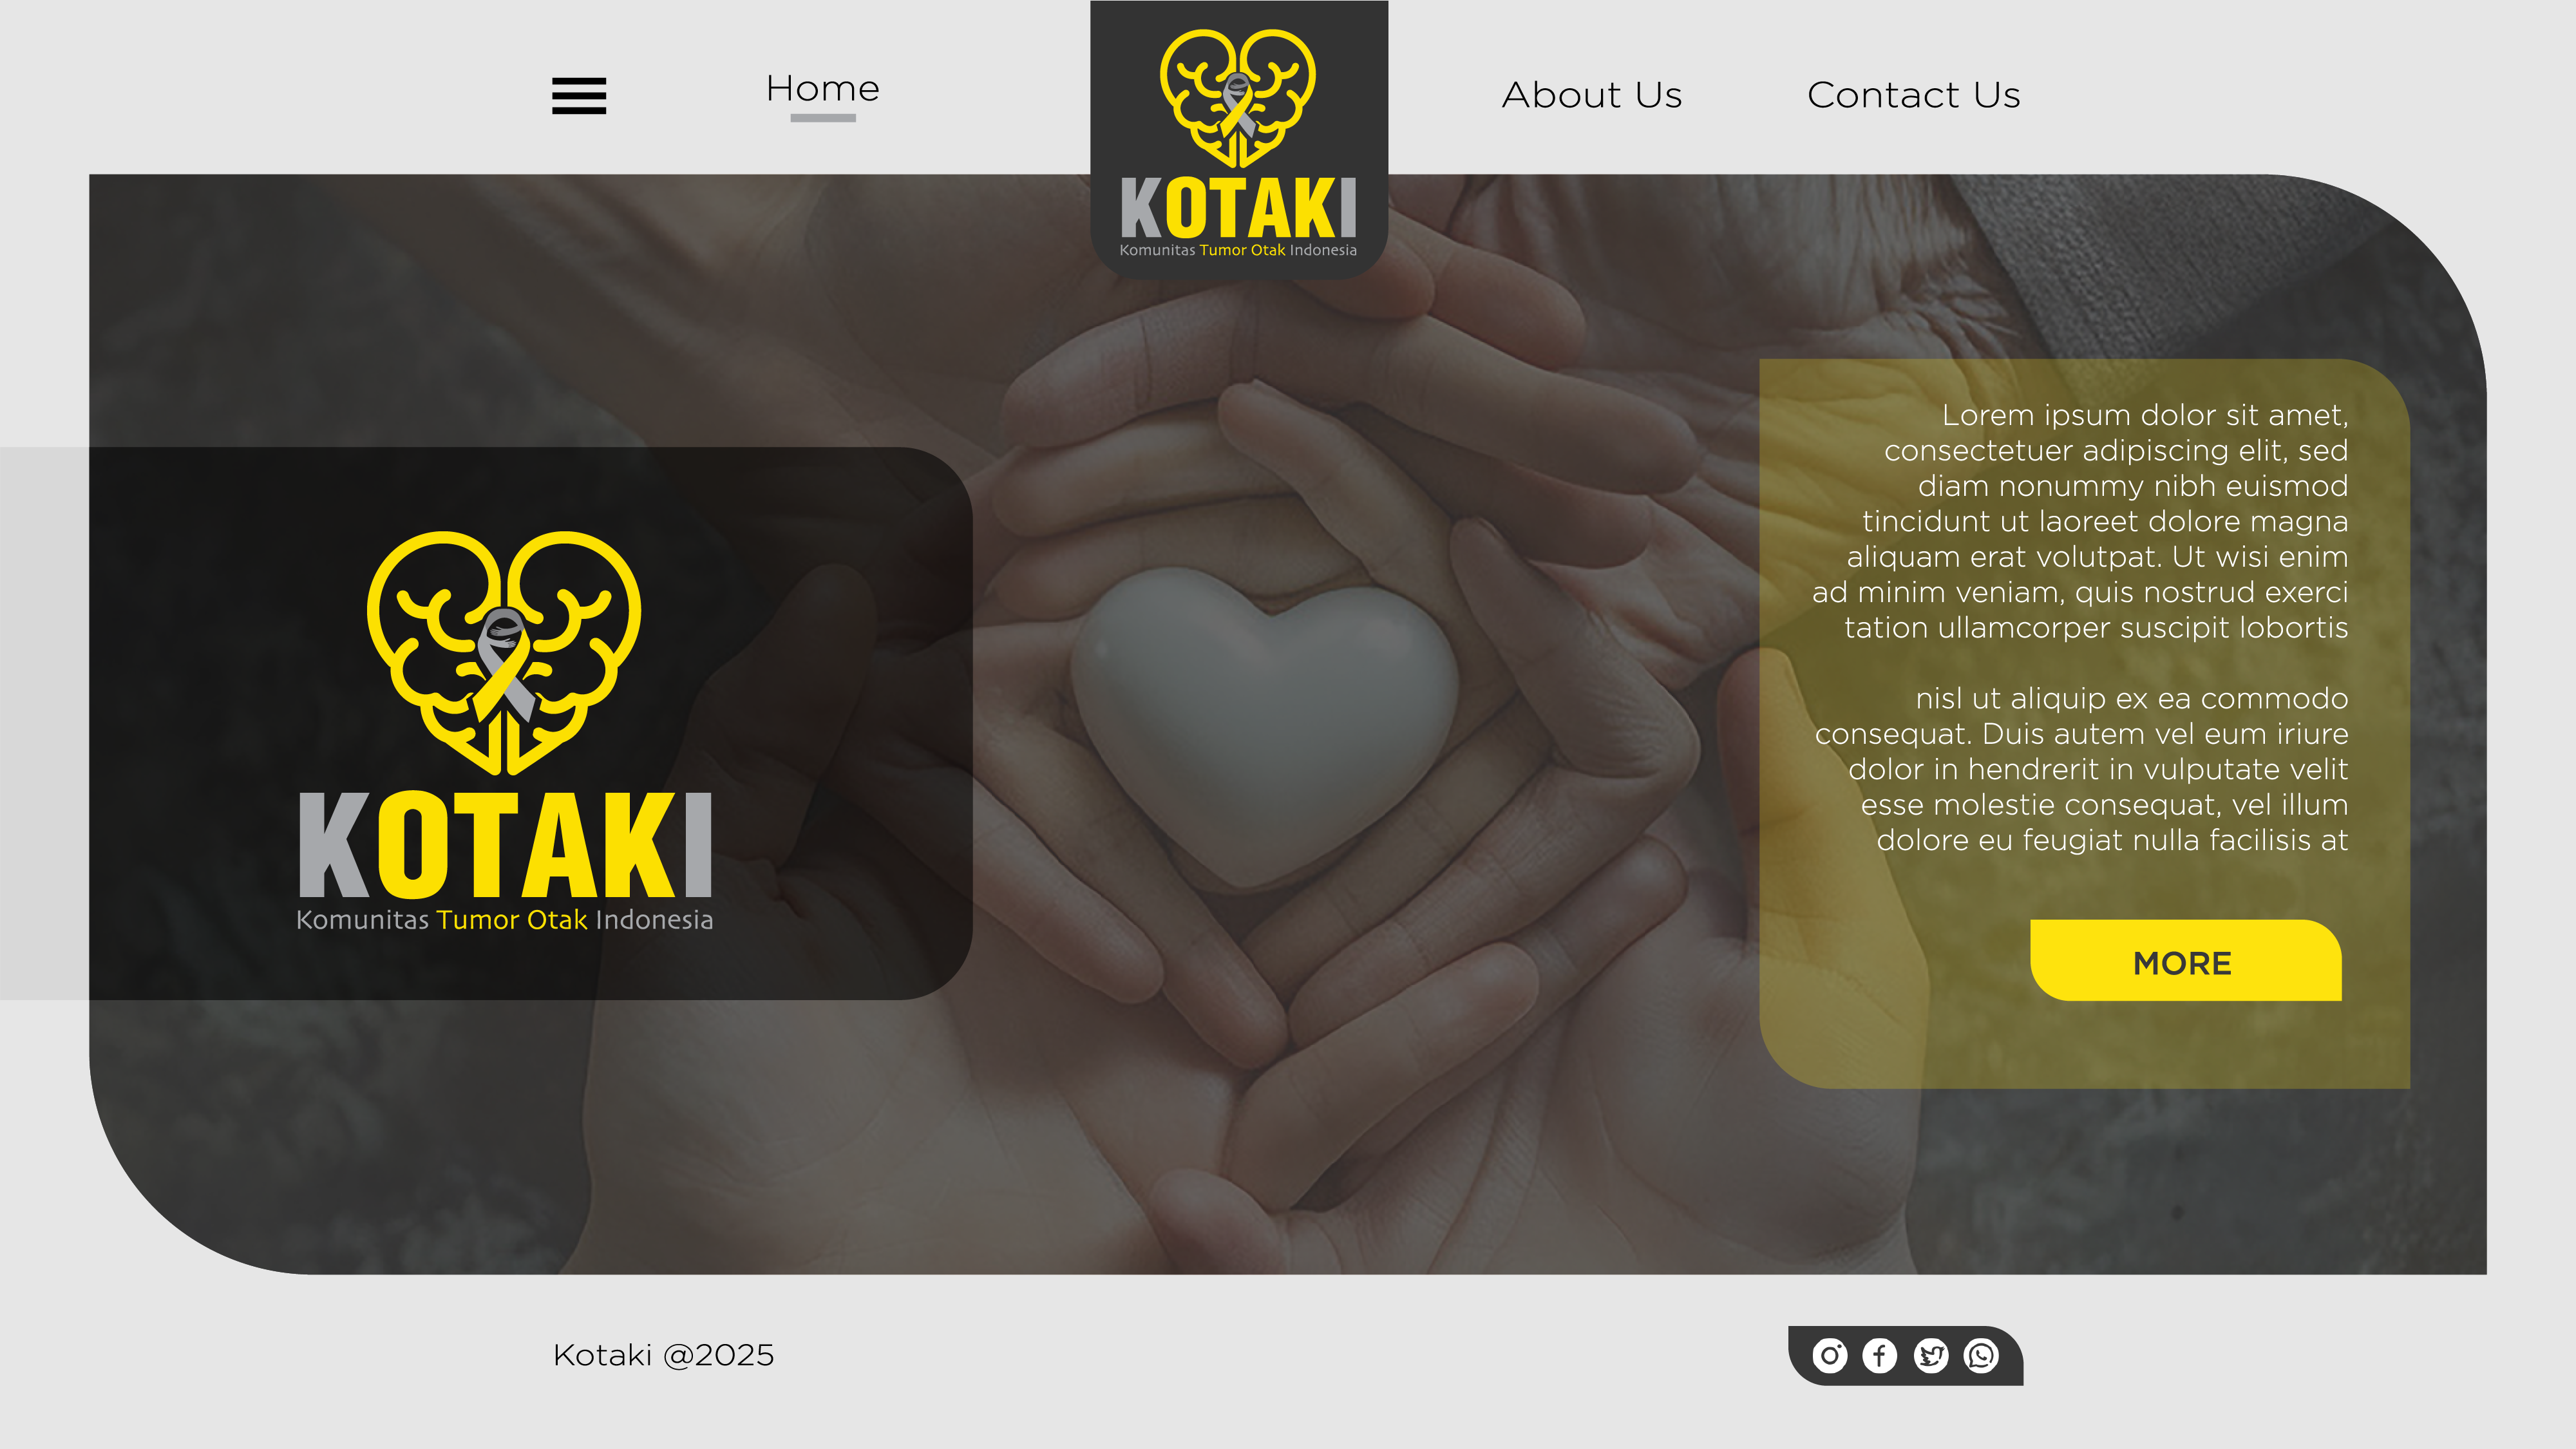 Home
About Us
Contact Us
KOTAKI
Komunitas Tumor Otak Indonesia
KOTAKI
Komunitas Tumor Otak Indonesia
Lorem ipsum dolor sit amet,
consectetuer adipiscing elit, sed
diam nonummy nibh euismod
tincidunt ut laoreet dolore magna
aliquam erat volutpat. Ut wisi enim
ad minim veniam, quis nostrud exerci
tation ullamcorper suscipit lobortis
nisl ut aliquip ex ea commodo
consequat. Duis autem vel eum iriure
dolor in hendrerit in vulputate velit
esse molestie consequat, vel illum
dolore eu feugiat nulla facilisis at
MORE
Kotaki @2025